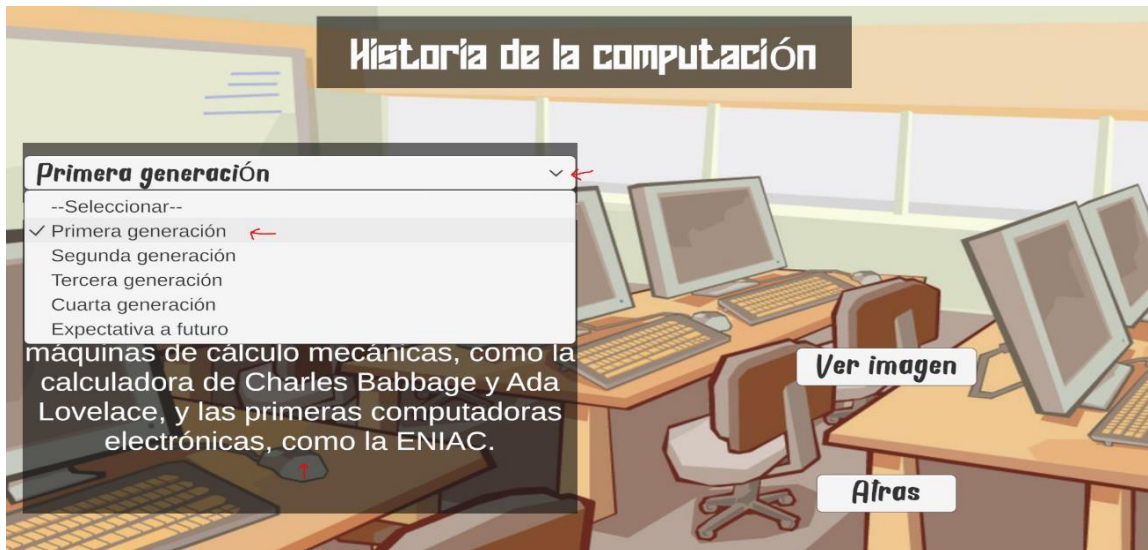 Historia de la computación
Primera generación
--Seleccionar--
Primera generación
Segunda generación
Tercera generación
Cuarta generación
Expectativa a futuro
máquinas de cálculo mecánicas, como la
calculadora de Charles Babbage y Ada
Lovelace, y las primeras computadoras
electrónicas, como la ENIAC.
Ver imagen
Atras